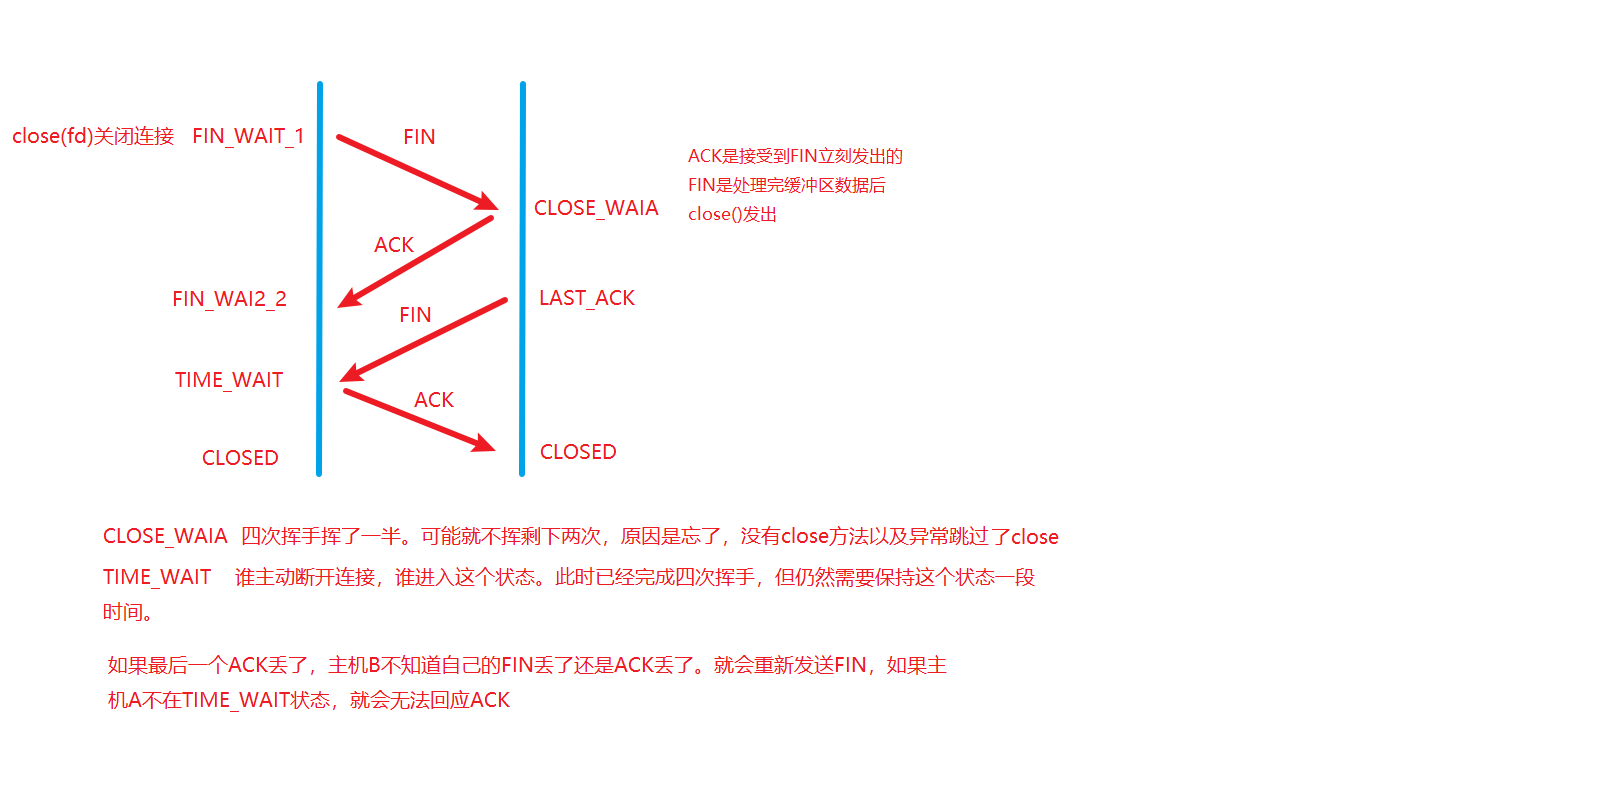 close(fd)关闭连接 FIN_WAIT_1
FIN
ACK是接受到FIN立刻发出的
FIN是处理完缓冲区数据后
close()发出
CLOSE_WAIA
ACK
FIN_WAI2_2
LAST_ACK
FIN
TIME_WAIT
ACK
CLOSED
CLOSED
CLOSE_WAIA 四次挥手挥了一半。可能就不挥剩下两次，原因是忘了，没有close方法以及异常跳过了close
TIME_WAIT 谁主动断开连接，谁进入这个状态。此时已经完成四次挥手，但仍然需要保持这个状态一段
时间。
如果最后一个ACK丢了，主机B不知道自己的FIN丢了还是ACK丢了。就会重新发送FIN，如果主
机A不在TIME_WAIT状态，就会无法回应ACK